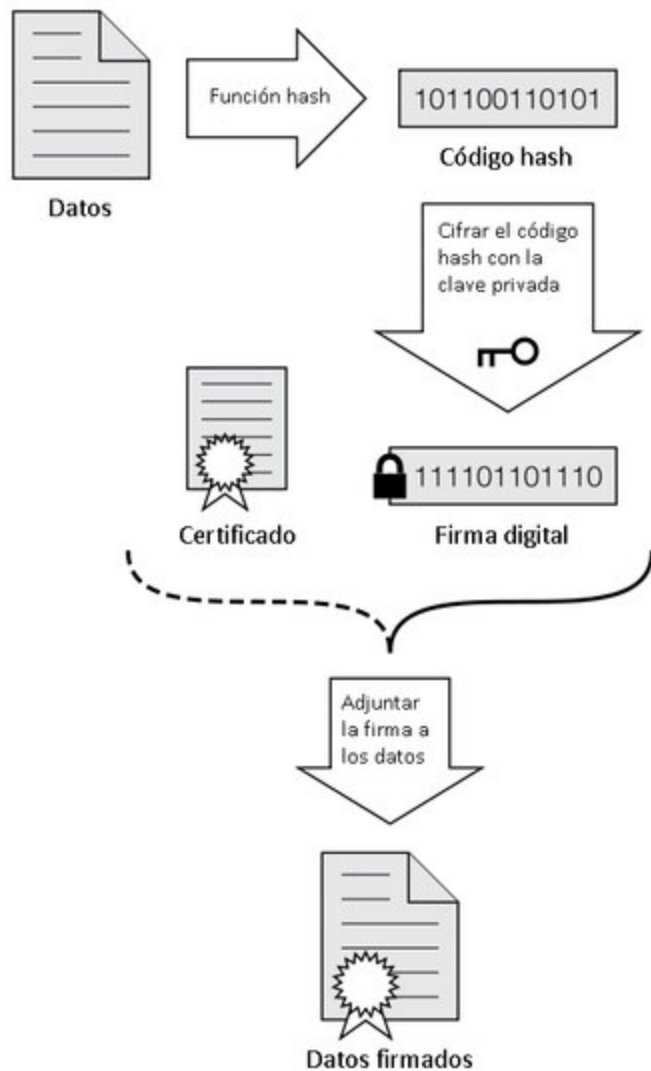 Función hash
101100110101
Código hash
Datos
Cifrar el código
hash con la
clave privada
111101101110
Certificado
Firma digital
Adjuntar
la firma a
los datos
Datos firmados